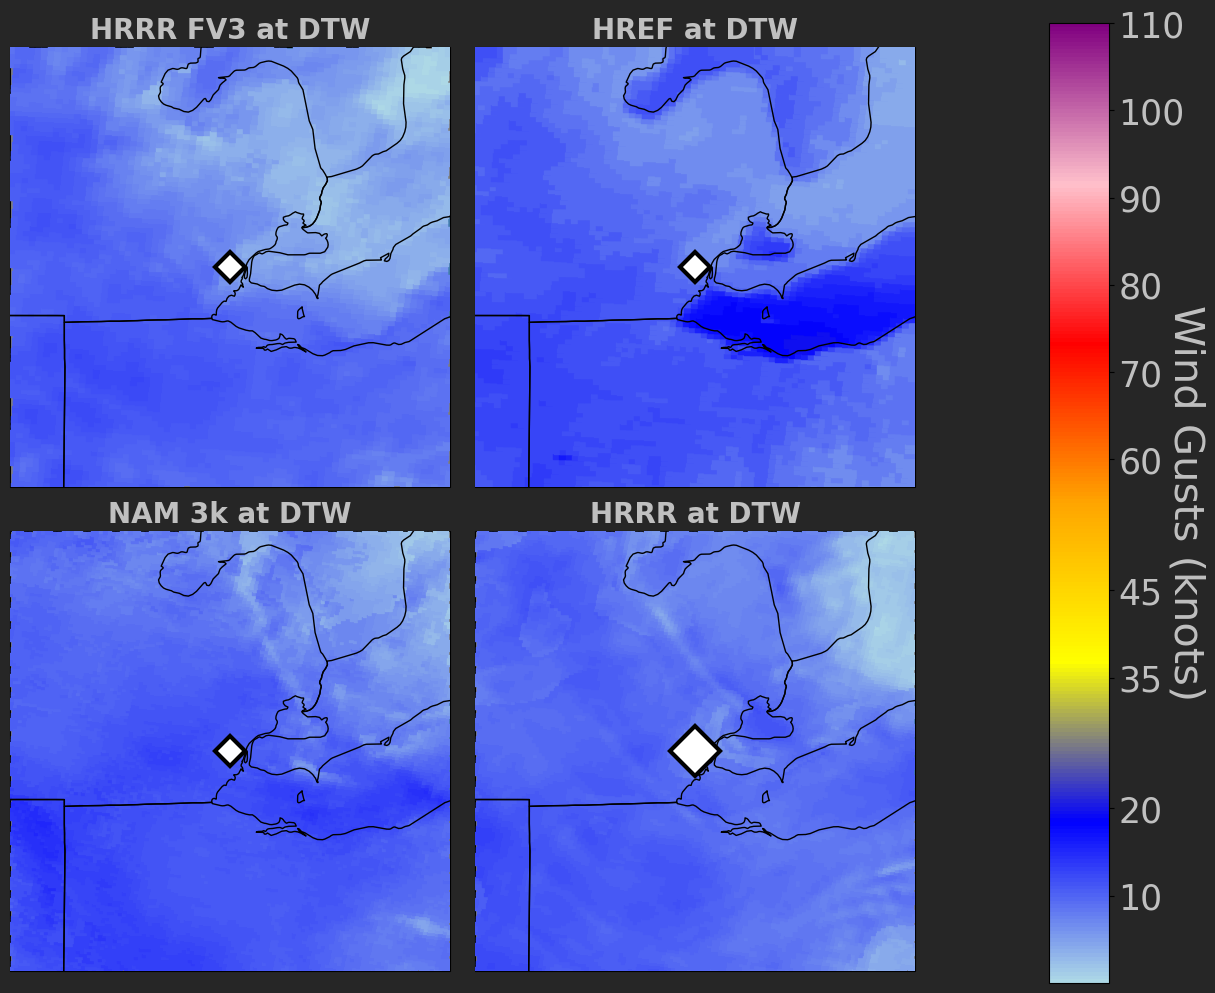 HRRR FV3 at DTW
HREF at DTW
NAM 3k at DTW
HRRR at DTW
110
100
90
80
70
60
45
35
20
10
Wind Gusts (knots)